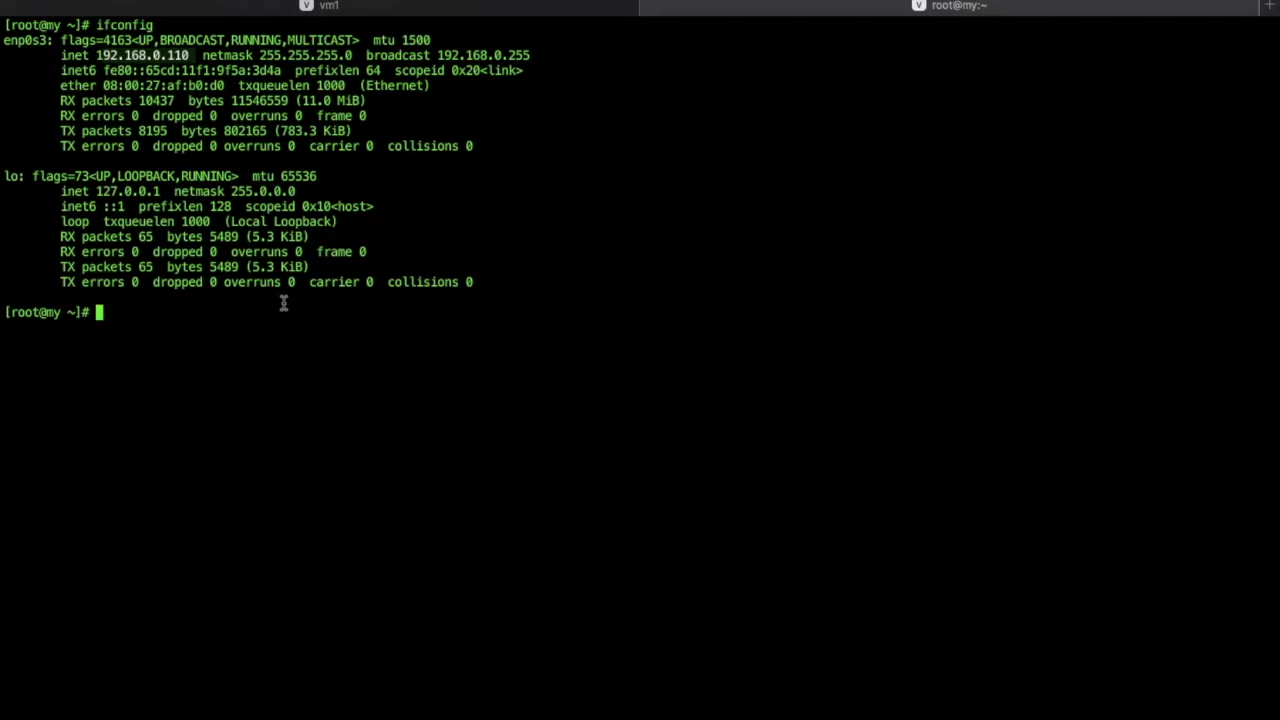 V vm1
V root@my:~ +
[root@my ~]# ifconfig
enp0s3: flags=4163<UP,BROADCAST,RUNNING,MULTICAST>  mtu 1500
        inet 192.168.0.110  netmask 255.255.255.0  broadcast 192.168.0.255
        inet6 fe80::65cd:11f1:9f5a:3d4a  prefixlen 64  scopeid 0x20<link>
        ether 08:00:27:af:b0:d0  txqueuelen 1000  (Ethernet)
        RX packets 10437  bytes 11546559 (11.0 MiB)
        RX errors 0  dropped 0  overruns 0  frame 0
        TX packets 8195  bytes 802165 (783.3 KiB)
        TX errors 0  dropped 0 overruns 0  carrier 0  collisions 0
lo: flags=73<UP,LOOPBACK,RUNNING>  mtu 65536
        inet 127.0.0.1  netmask 255.0.0.0
        inet6 ::1  prefixlen 128  scopeid 0x10<host>
        loop  txqueuelen 1000  (Local Loopback)
        RX packets 65  bytes 5489 (5.3 KiB)
        RX errors 0  dropped 0  overruns 0  frame 0
        TX packets 65  bytes 5489 (5.3 KiB)
        TX errors 0  dropped 0 overruns 0  carrier 0  collisions 0
[root@my ~]#